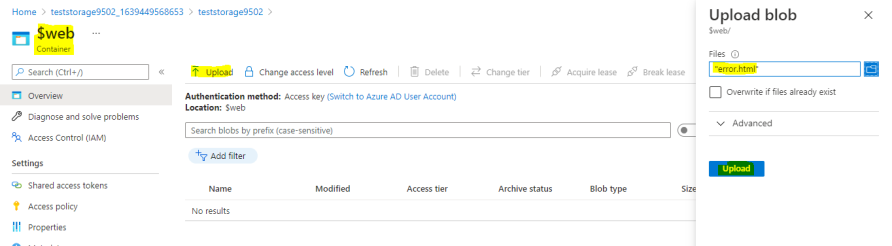 Home > teststorage9502_1639449568653 > teststorage9502 >
$web ...
Container
Search (Ctrl+/) «
Overview
Diagnose and solve problems
Access Control (IAM)
Settings
Shared access tokens
Access policy
Properties
Upload Change access level Refresh Delete Change tier Acquire lease Break lease
Authentication method: Access key (Switch to Azure AD User Account)
Location: $web
Search blobs by prefix (case-sensitive)
Add filter
Name Modified Access tier Archive status Blob type Size
No results
Upload blob
$web/
Files
"error.html"
Overwrite if files already exist
Advanced
Upload